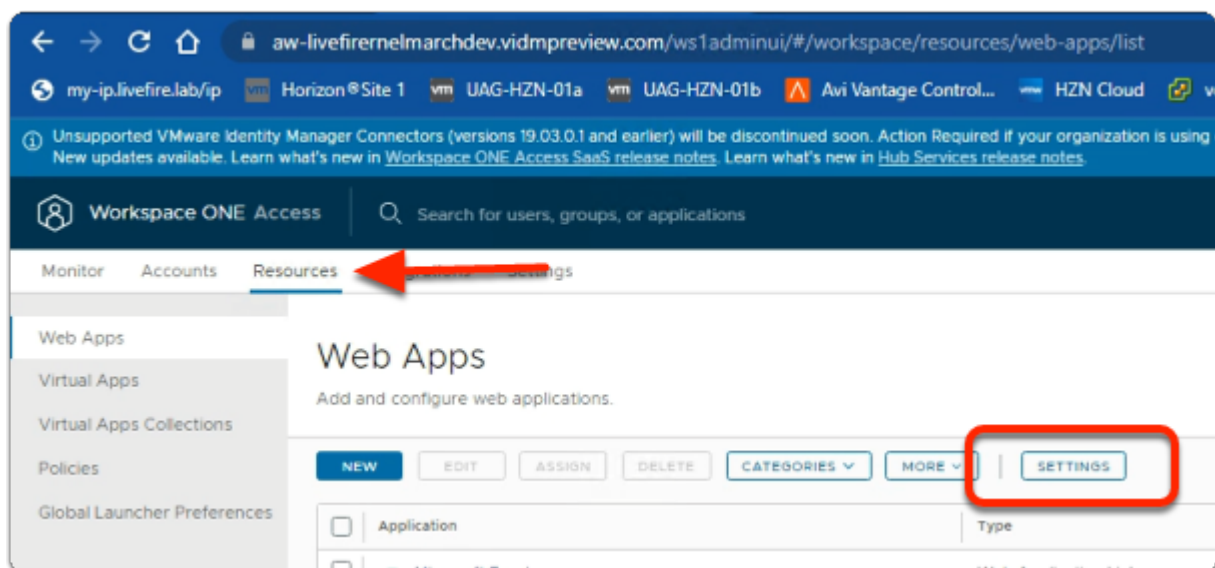 aw-livefirernelmarchdev.vidmpreview.com/ws1adminui/#/workspace/resources/web-apps/list
my-ip.livefire.lab/ip vm Horizon®Site 1 vm UAG-HZN-01a vm UAG-HZN-01b Avi Vantage Control... HZN Cloud
Unsupported VMware Identity Manager Connectors (versions 19.03.0.1 and earlier) will be discontinued soon. Action Required if your organization is using
New updates available. Learn what's new in Workspace ONE Access SaaS release notes. Learn what's new in Hub Services release notes.
Workspace ONE Access Search for users, groups, or applications
Monitor Accounts Resources
Web Apps
Web Apps
Virtual Apps
Add and configure web applications.
Virtual Apps Collections
Policies
NEW EDIT ASSIGN DELETE CATEGORIES MORE SETTINGS
Global Launcher Preferences
Application Type